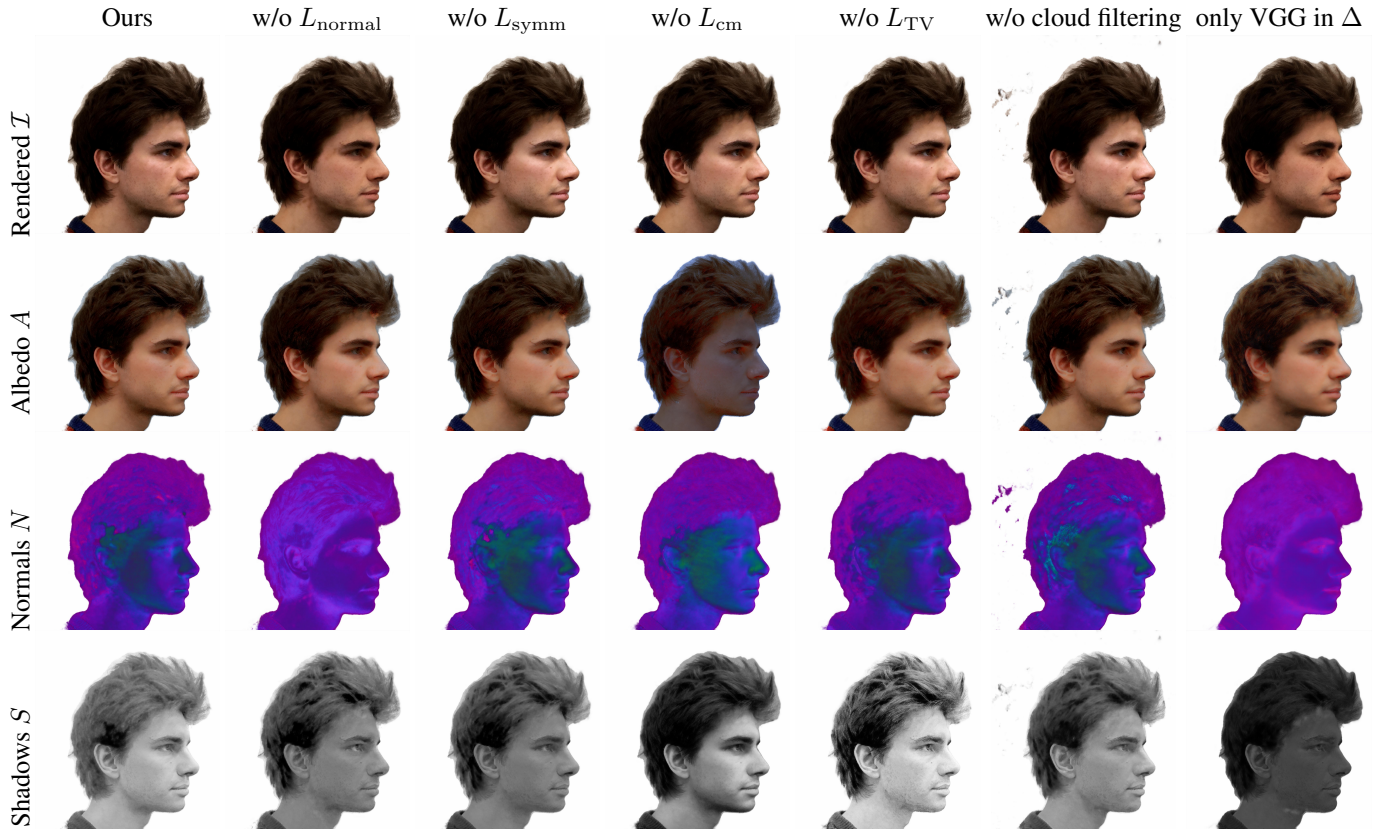 Ours w/o L_normal w/o L_symm w/o L_cm w/o L_TV w/o cloud filtering only VGG in Δ
Rendered I
Albedo A
Normals N
Shadows S